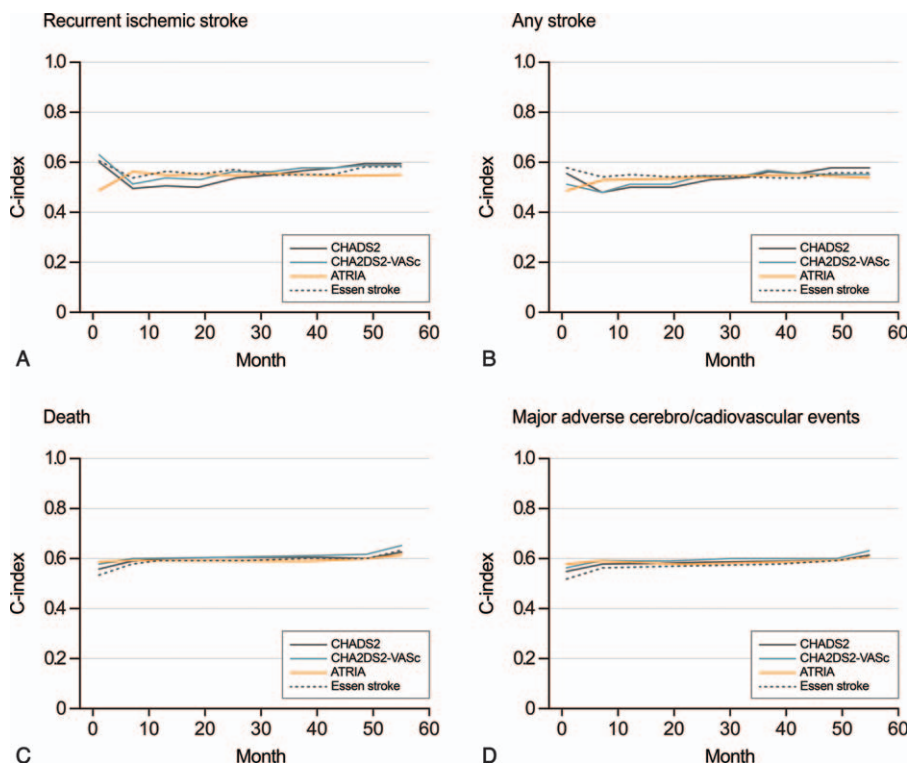 Recurrent ischemic stroke
1.0
0.8
0.6
0.4
0.2
0
C-index
CHADS2
CHA2DS2-VASc
ATRIA
Essen stroke
0 10 20 30 40 50 60
Month
A
Any stroke
1.0
0.8
0.6
0.4
0.2
0
C-index
CHADS2
CHA2DS2-VASc
ATRIA
Essen stroke
0 10 20 30 40 50 60
Month
B
Death
1.0
0.8
0.6
0.4
0.2
0
C-index
CHADS2
CHA2DS2-VASc
ATRIA
Essen stroke
0 10 20 30 40 50 60
Month
C
Major adverse cerebro/cadiovascular events
1.0
0.8
0.6
0.4
0.2
0
C-index
CHADS2
CHA2DS2-VASc
ATRIA
Essen stroke
0 10 20 30 40 50 60
Month
D